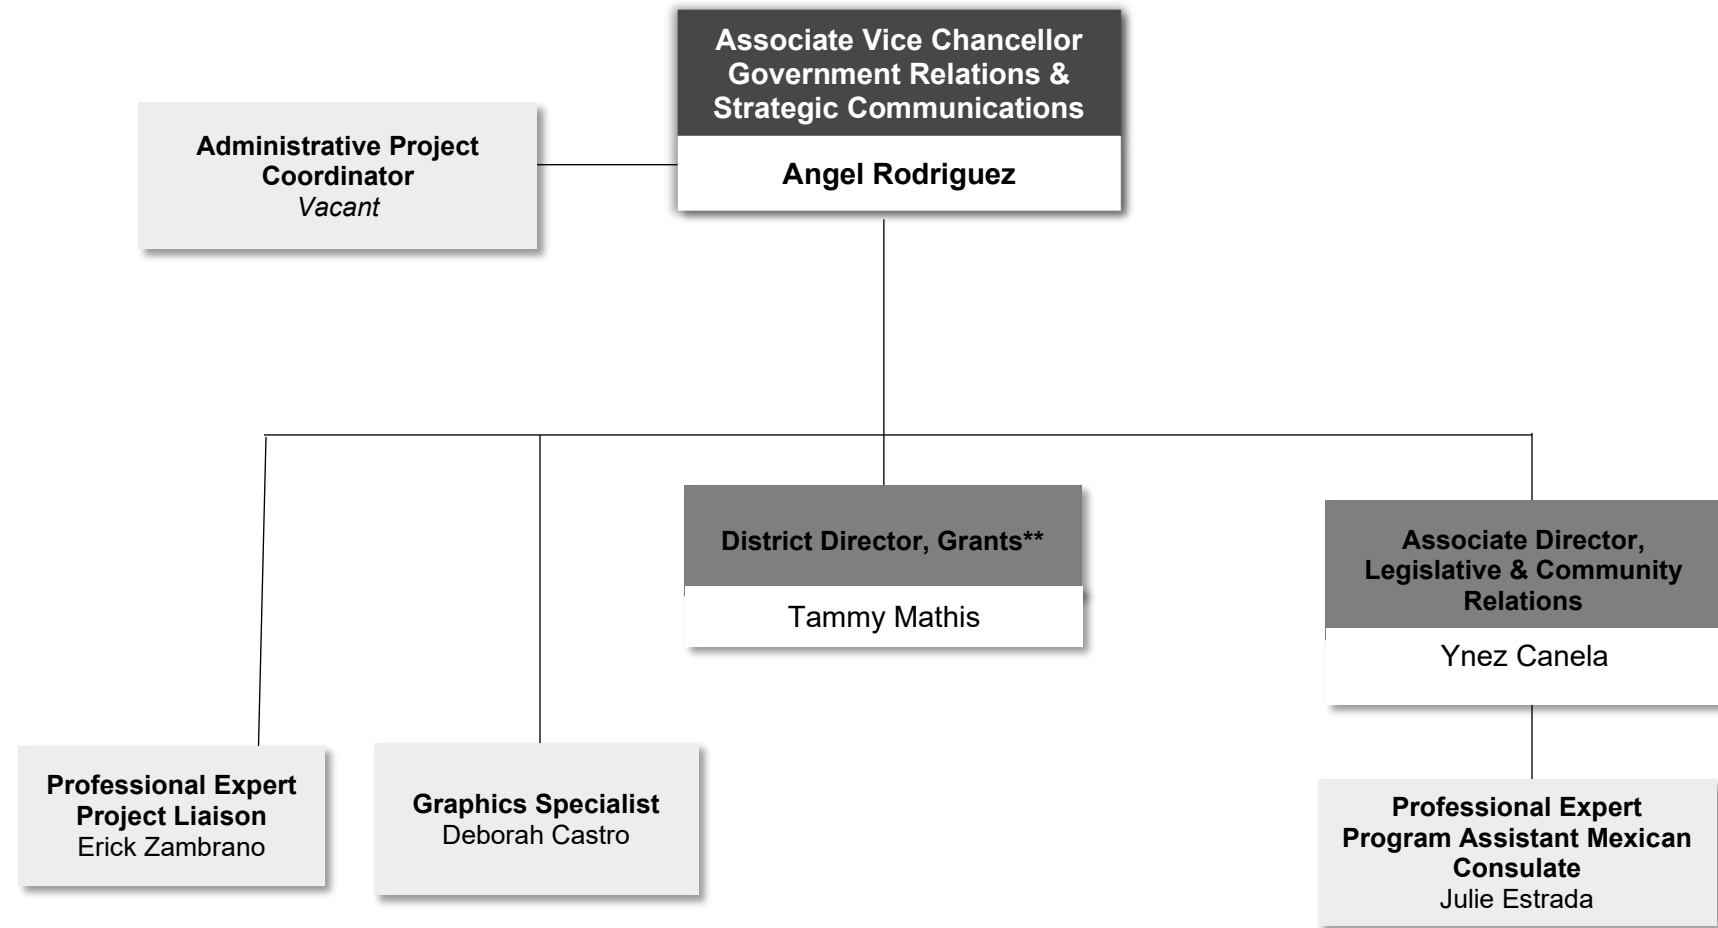 Associate Vice Chancellor
Government Relations &
Strategic Communications
Angel Rodriguez
Administrative Project
Coordinator
Vacant
District Director, Grants**
Tammy Mathis
Associate Director,
Legislative & Community
Relations
Ynez Canela
Professional Expert
Project Liaison
Erick Zambrano
Graphics Specialist
Deborah Castro
Professional Expert
Program Assistant Mexican
Consulate
Julie Estrada